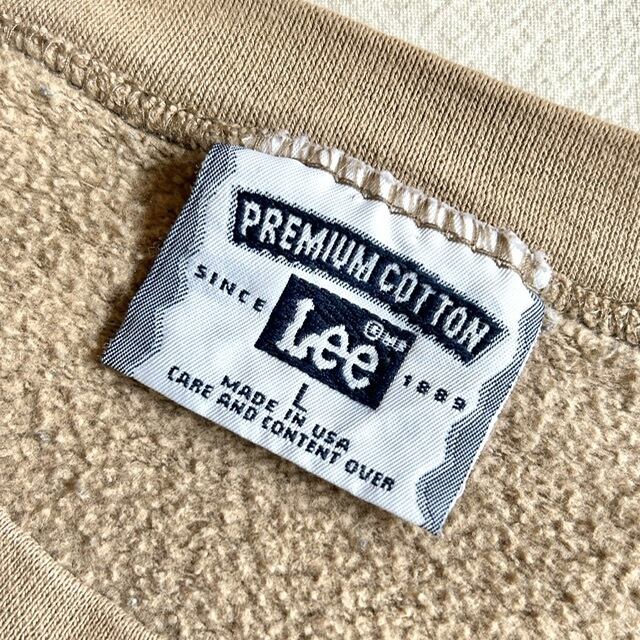 PREMIUM COTTON
SINCE Lee ® 1889
L
MADE IN USA
CARE AND CONTENT OVER